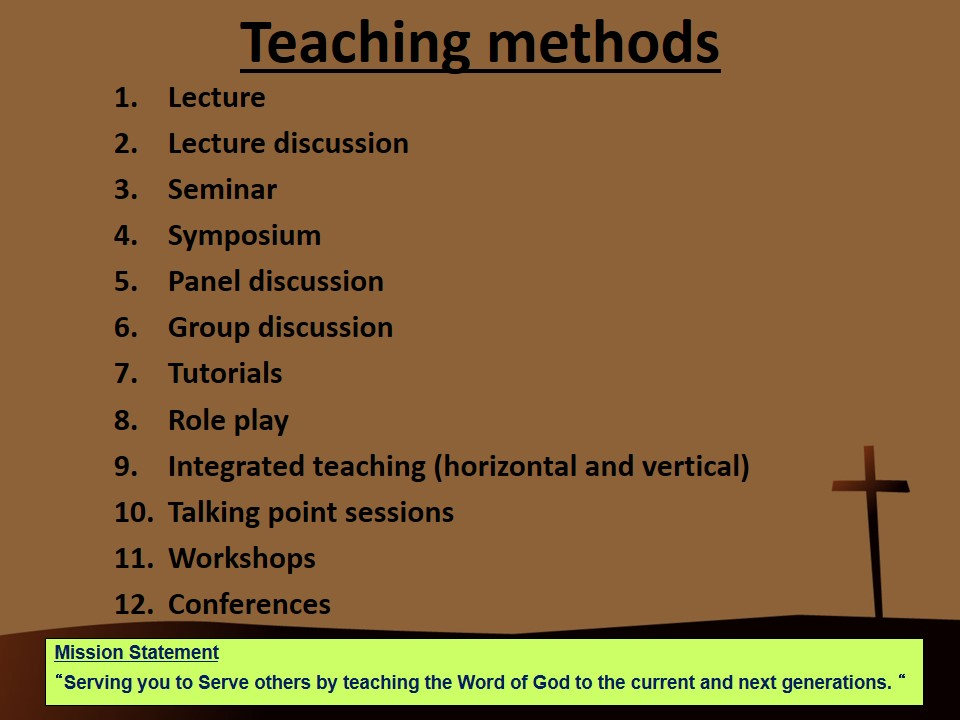 Teaching methods
1. Lecture
2. Lecture discussion
3. Seminar
4. Symposium
5. Panel discussion
6. Group discussion
7. Tutorials
8. Role play
9. Integrated teaching (horizontal and vertical)
10. Talking point sessions
11. Workshops
12. Conferences
Mission Statement
“Serving you to Serve others by teaching the Word of God to the current and next generations. “